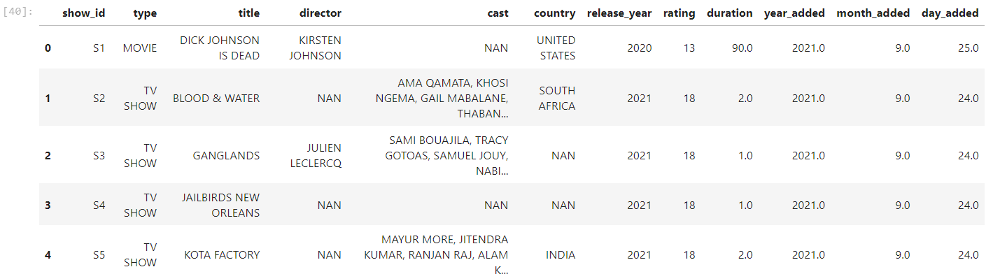 [40]:
show_id type title director cast country release_year rating duration year_added month_added day_added
0 S1 MOVIE DICK JOHNSON IS DEAD KIRSTEN JOHNSON NAN UNITED STATES 2020 13 90.0 2021.0 9.0 25.0
1 S2 TV SHOW BLOOD & WATER NAN AMA QAMATA, KHOSI NGEMA, GAIL MABALANE, THABAN... SOUTH AFRICA 2021 18 2.0 2021.0 9.0 24.0
2 S3 TV SHOW GANGLANDS JULIEN LECLERCQ SAMI BOUAJILA, TRACY GOTOAS, SAMUEL JOUY, NABI... NAN 2021 18 1.0 2021.0 9.0 24.0
3 S4 TV SHOW JAILBIRDS NEW ORLEANS NAN NAN NAN 2021 18 1.0 2021.0 9.0 24.0
4 S5 TV SHOW KOTA FACTORY NAN MAYUR MORE, JITENDRA KUMAR, RANJAN RAJ, ALAM K... INDIA 2021 18 2.0 2021.0 9.0 24.0